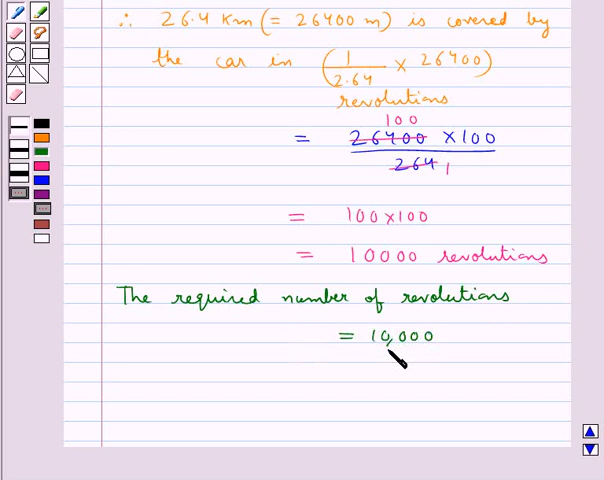 ∴ 26.4 Km (= 26400 m) is covered by
the car in (1/2.64 × 26400)
revolutions
100
= 26400 × 100
264 1
= 100×100
= 10000 revolutions
The required number of revolutions
= 10,000